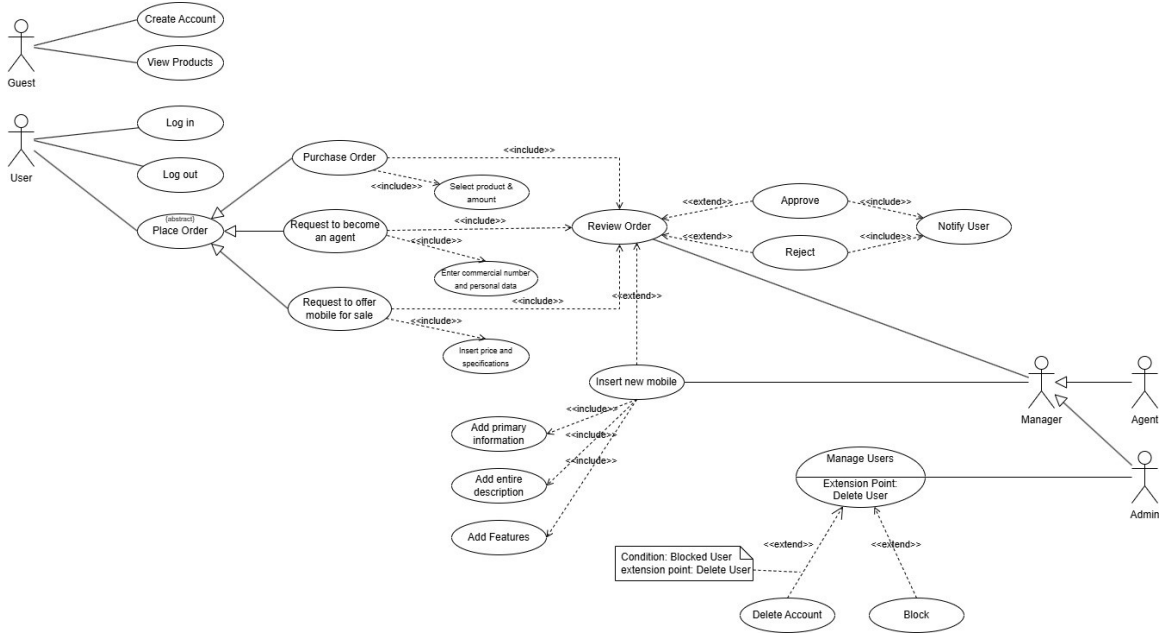 Create Account
View Products
Guest
Log in
User
Log out
Purchase Order
<<include>>
<<include>>
Select product &
amount
{abstract}
Place Order
Request to become
an agent
<<include>>
<<include>>
Enter commercial number
and personal data
Request to offer
mobile for sale
<<include>>
<<include>>
Insert price and
specifications
Review Order
<<extend>>
<<extend>>
<<extend>>
Approve
Reject
<<include>>
<<include>>
Notify User
Insert new mobile
<<include>>
<<include>>
<<include>>
Add primary
information
Add entire
description
Add Features
Manager
Agent
Admin
Manage Users
Extension Point:
Delete User
<<extend>>
<<extend>>
Condition: Blocked User
extension point: Delete User
Delete Account
Block